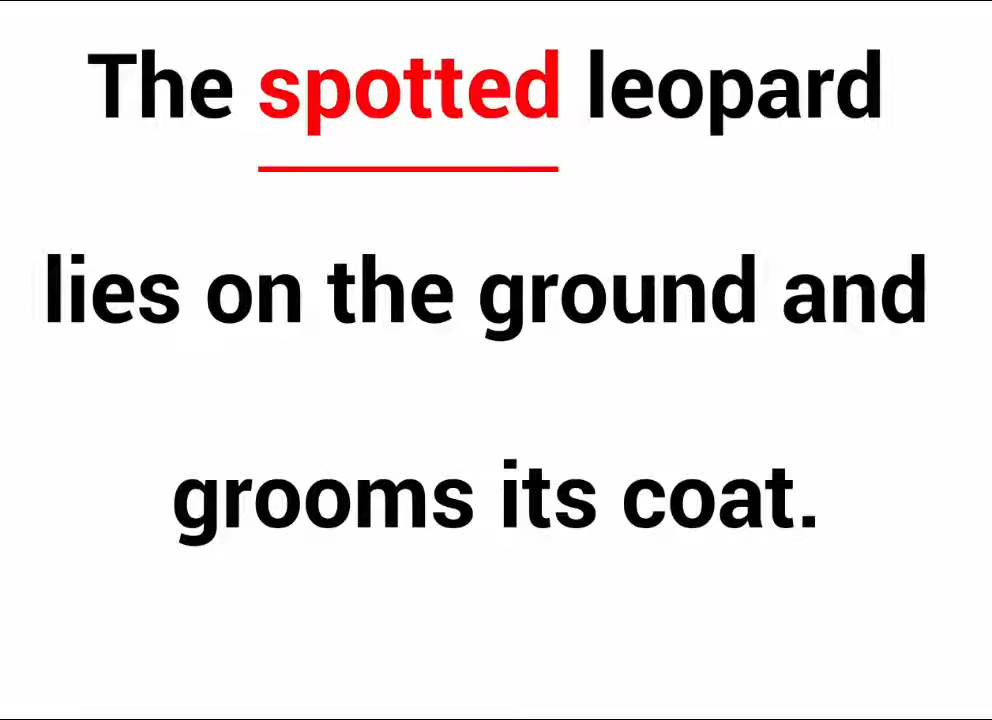 The spotted leopard
lies on the ground and
grooms its coat.